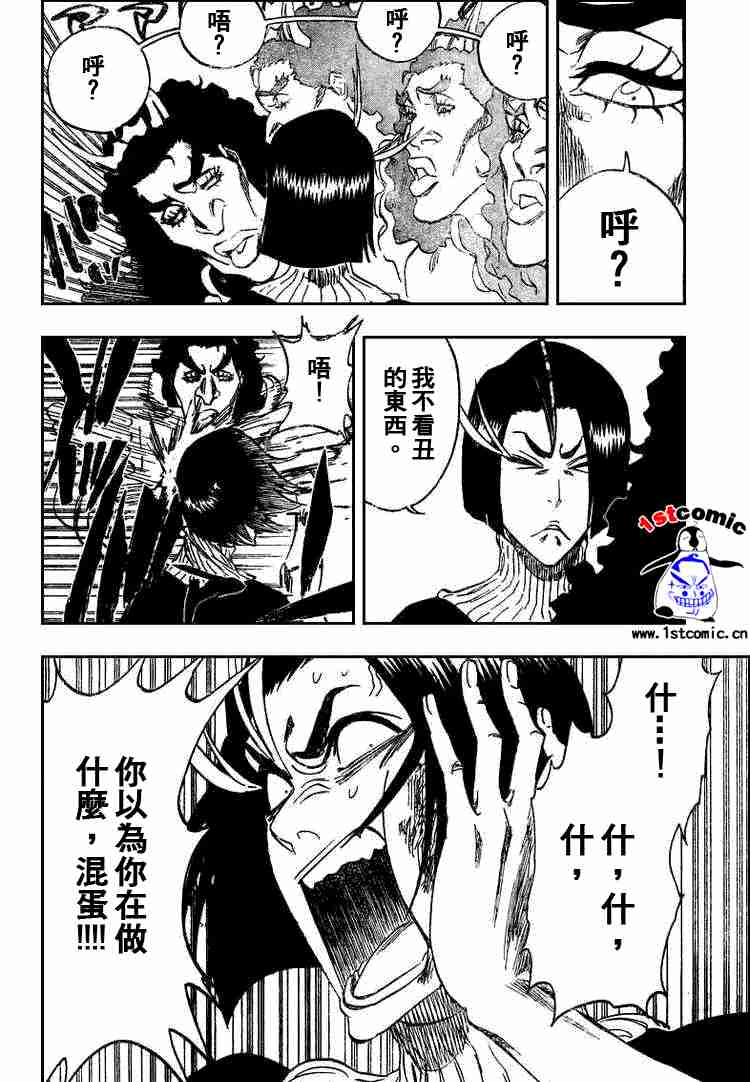 呼？
呼？
呼？
唔？
呼？
我不看丑
的東西。
唔！
1stcomic
www.1stcomic.cn
什…！
什，什，
什，
你以為你在做
什麼，混蛋!!!!